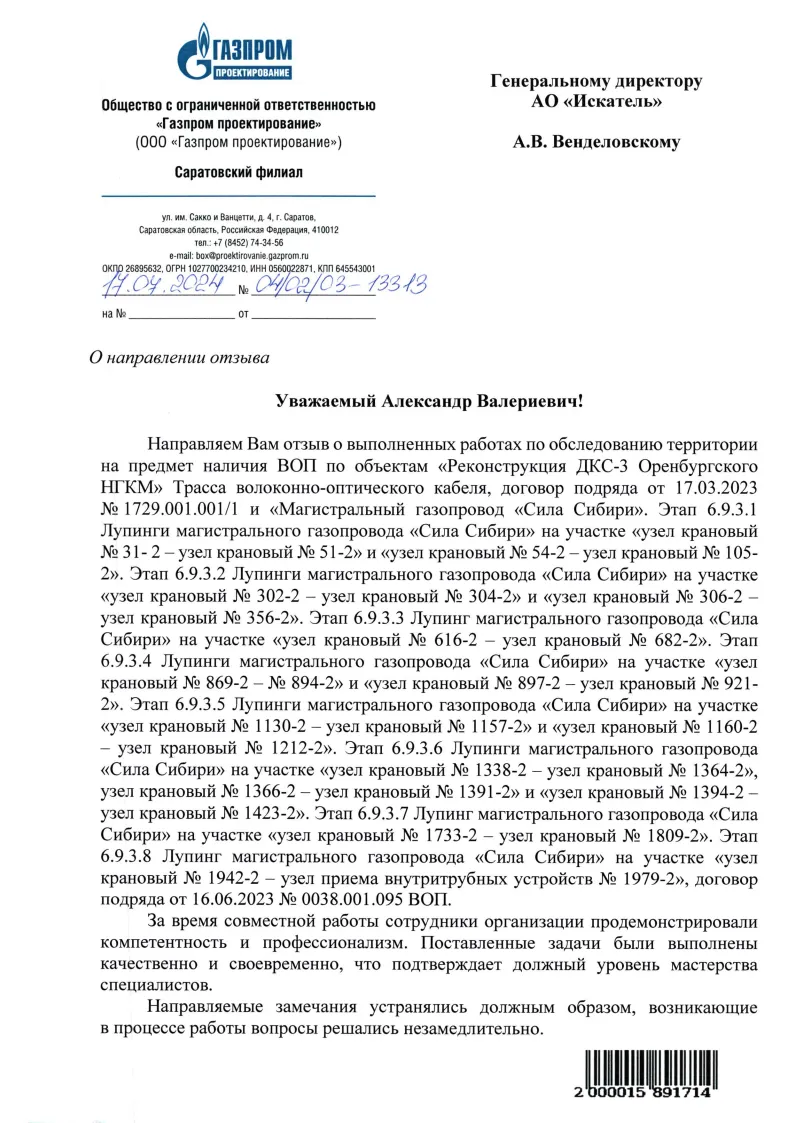 ГАЗПРОМ
ПРОЕКТИРОВАНИЕ
Общество с ограниченной ответственностью
«Газпром проектирование»
(ООО «Газпром проектирование»)
Саратовский филиал
ул. им. Сакко и Ванцетти, д. 4, г. Саратов,
Саратовская область, Российская Федерация, 410012
тел.: +7 (8452) 74-34-56
e-mail: box@proektirovanie.gazprom.ru
ОКПО 26895632, ОГРН 1027700234210, ИНН 0560022871, КПП 645543001
17.04.2024 № 04/02/03-13313
на № от
Генеральному директору
АО «Искатель»
А.В. Венделовскому
О направлении отзыва
Уважаемый Александр Валериевич!
Направляем Вам отзыв о выполненных работах по обследованию территории
на предмет наличия ВОП по объектам «Реконструкция ДКС-3 Оренбургского
НГКМ» Трасса волоконно-оптического кабеля, договор подряда от 17.03.2023
№ 1729.001.001/1 и «Магистральный газопровод «Сила Сибири». Этап 6.9.3.1
Лупинги магистрального газопровода «Сила Сибири» на участке «узел крановый
№ 31- 2 – узел крановый № 51-2» и «узел крановый № 54-2 – узел крановый № 105-
2». Этап 6.9.3.2 Лупинги магистрального газопровода «Сила Сибири» на участке
«узел крановый № 302-2 – узел крановый № 304-2» и «узел крановый № 306-2 –
узел крановый № 356-2». Этап 6.9.3.3 Лупинг магистрального газопровода «Сила
Сибири» на участке «узел крановый № 616-2 – узел крановый № 682-2». Этап
6.9.3.4 Лупинги магистрального газопровода «Сила Сибири» на участке «узел
крановый № 869-2 – № 894-2» и «узел крановый № 897-2 – узел крановый № 921-
2». Этап 6.9.3.5 Лупинги магистрального газопровода «Сила Сибири» на участке
«узел крановый № 1130-2 – узел крановый № 1157-2» и «узел крановый № 1160-2
– узел крановый № 1212-2». Этап 6.9.3.6 Лупинги магистрального газопровода
«Сила Сибири» на участке «узел крановый № 1338-2 – узел крановый № 1364-2»,
узел крановый № 1366-2 – узел крановый № 1391-2» и «узел крановый № 1394-2 –
узел крановый № 1423-2». Этап 6.9.3.7 Лупинг магистрального газопровода «Сила
Сибири» на участке «узел крановый № 1733-2 – узел крановый № 1809-2». Этап
6.9.3.8 Лупинг магистрального газопровода «Сила Сибири» на участке «узел
крановый № 1942-2 – узел приема внутритрубных устройств № 1979-2», договор
подряда от 16.06.2023 № 0038.001.095 ВОП.
За время совместной работы сотрудники организации продемонстрировали
компетентность и профессионализм. Поставленные задачи были выполнены
качественно и своевременно, что подтверждает должный уровень мастерства
специалистов.
Направляемые замечания устранялись должным образом, возникающие
в процессе работы вопросы решались незамедлительно.
2 000015 891714